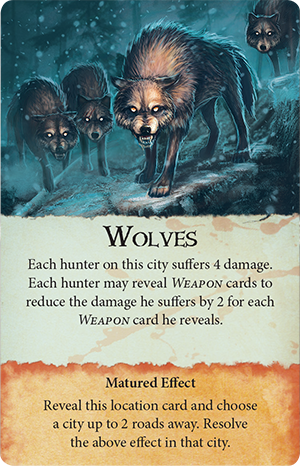 WOLVES
Each hunter on this city suffers 4 damage.
Each hunter may reveal WEAPON cards to
reduce the damage he suffers by 2 for each
WEAPON card he reveals.
Matured Effect
Reveal this location card and choose
a city up to 2 roads away. Resolve
the above effect in that city.